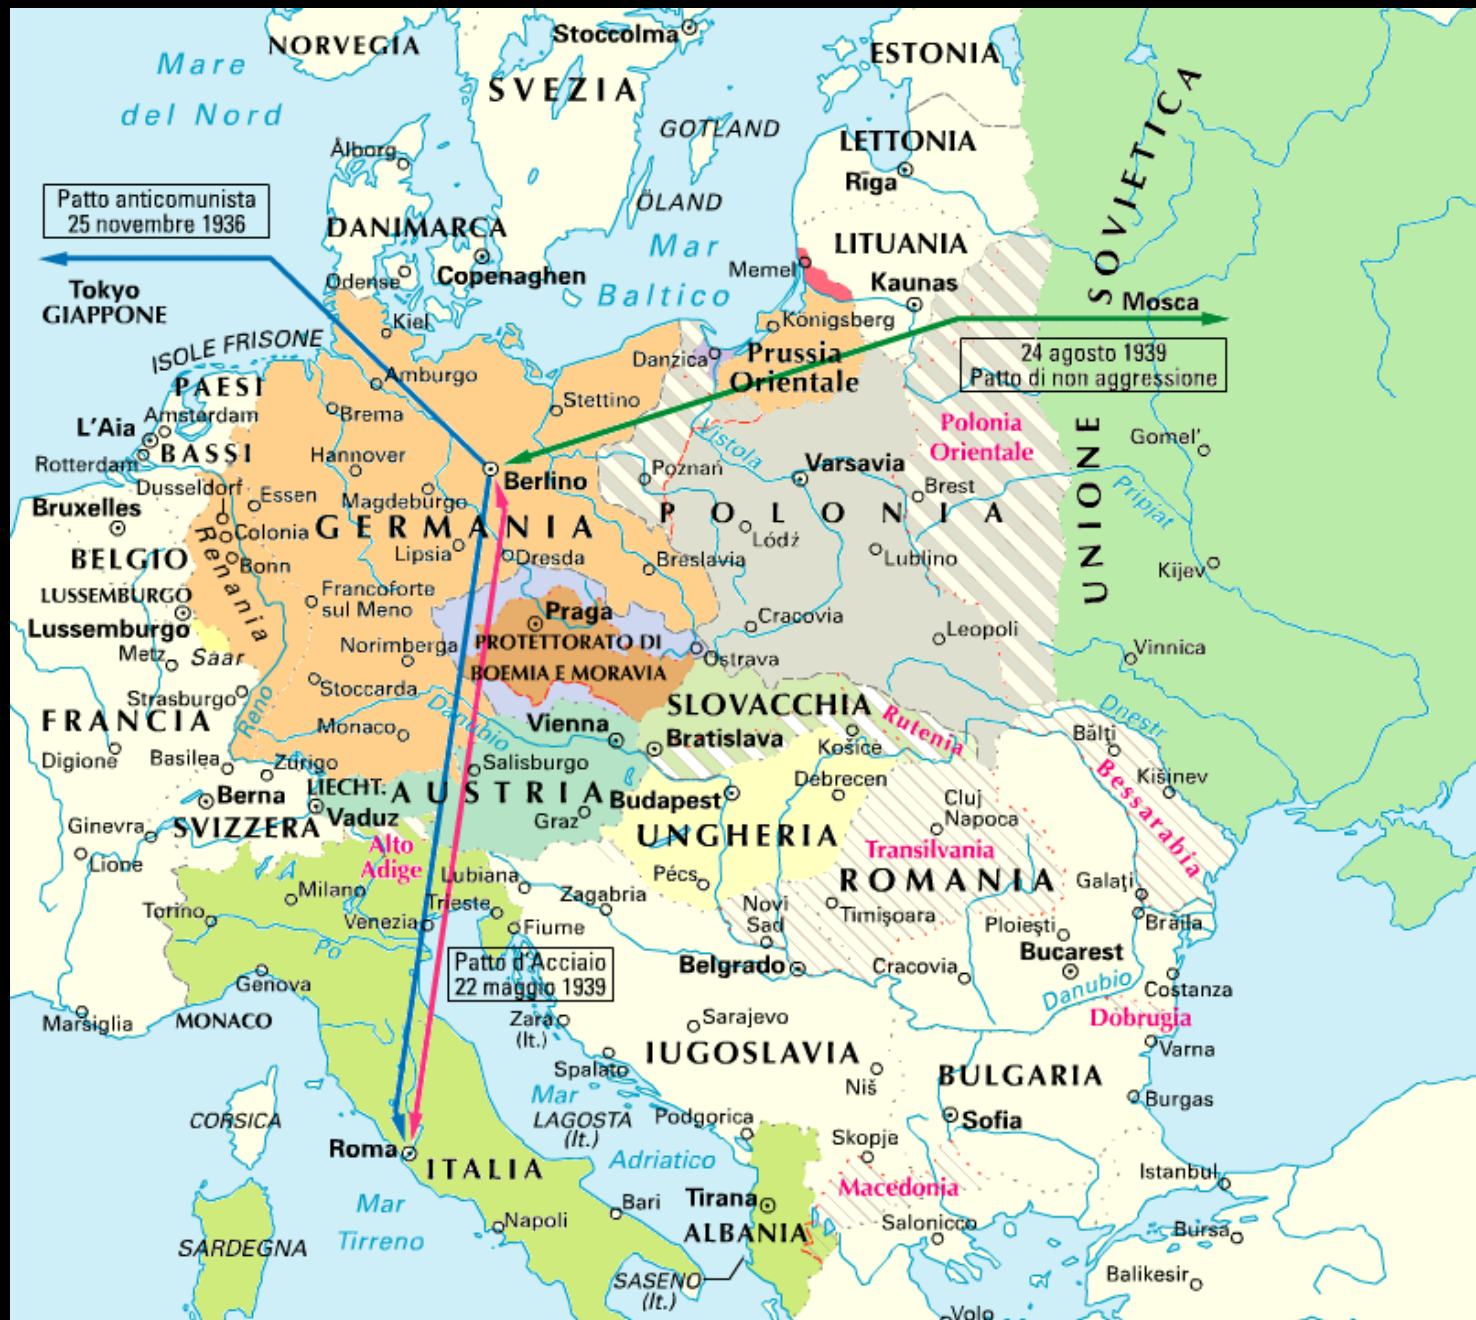 NORVEGIA
Stoccolma
ESTONIA
Mare
del Nord
SVEZIA
SOVIETICA
UNIONE
GOTLAND
LETTONIA
Rīga
Ålborg
Patto anticomunista
25 novembre 1936
ÖLAND
DANIMARCA
Mar
Baltico
LITUANIA
Memel
Kaunas
Odense
Copenaghen
Tokyo
GIAPPONE
Mosca
Kiel
Königsberg
ISOLE FRISONE
Danzica
Prussia
Orientale
24 agosto 1939
Patto di non aggressione
PAESI
BASSI
Amburgo
Amsterdam
Brema
Stettino
L'Aia
Rotterdam
Polonia
Orientale
Gomel'
Vistola
Hannover
Poznań
Varsavia
Berlino
Dusseldorf
Essen
Magdeburgo
Brest
Pripjat
Bruxelles
GERMANIA
POLONIA
Colonia
Renania
Lipsia
Dresda
Łódź
Lublino
BELGIO
Bonn
Breslavia
Kijev
LUSSEMBURGO
Francoforte
sul Meno
Praga
Cracovia
Lussemburgo
Norimberga
PROTETTORATO DI
BOEMIA E MORAVIA
Leopoli
Metz
Saar
Ostrava
Vinnica
Strasburgo
Stoccarda
Reno
Danubio
SLOVACCHIA
Rutenia
Dnestr
FRANCIA
Monaco
Vienna
Bratislava
Košice
Bălţi
Digione
Basilea
Zurigo
Salisburgo
Debrecen
Bessarabia
Kišinev
Berna
LIECHT.
Vaduz
AUSTRIA
Budapest
Cluj
Napoca
Ginevra
SVIZZERA
Graz
UNGHERIA
Lione
Alto
Adige
Transilvania
Pécs
ROMANIA
Lubiana
Milano
Zagabria
Galaţi
Torino
Venezia
Trieste
Fiume
Novi
Sad
Timişoara
Ploieşti
Brăila
Po
Patto d'Acciaio
22 maggio 1939
Belgrado
Cracovia
Bucarest
Genova
Danubio
Costanza
Marsiglia
MONACO
Zara
(It.)
Sarajevo
Dobrugia
IUGOSLAVIA
Varna
Spalato
Niš
BULGARIA
Mar
Adriatico
Burgas
CORSICA
LAGOSTA
(It.)
Podgorica
Sofia
Roma
ITALIA
Skopje
Istanbul
Mar
Tirreno
Bari
Tirana
Macedonia
Napoli
ALBANIA
Salonicco
Bursa
SARDEGNA
SASENO
(It.)
Balikesir
Volo